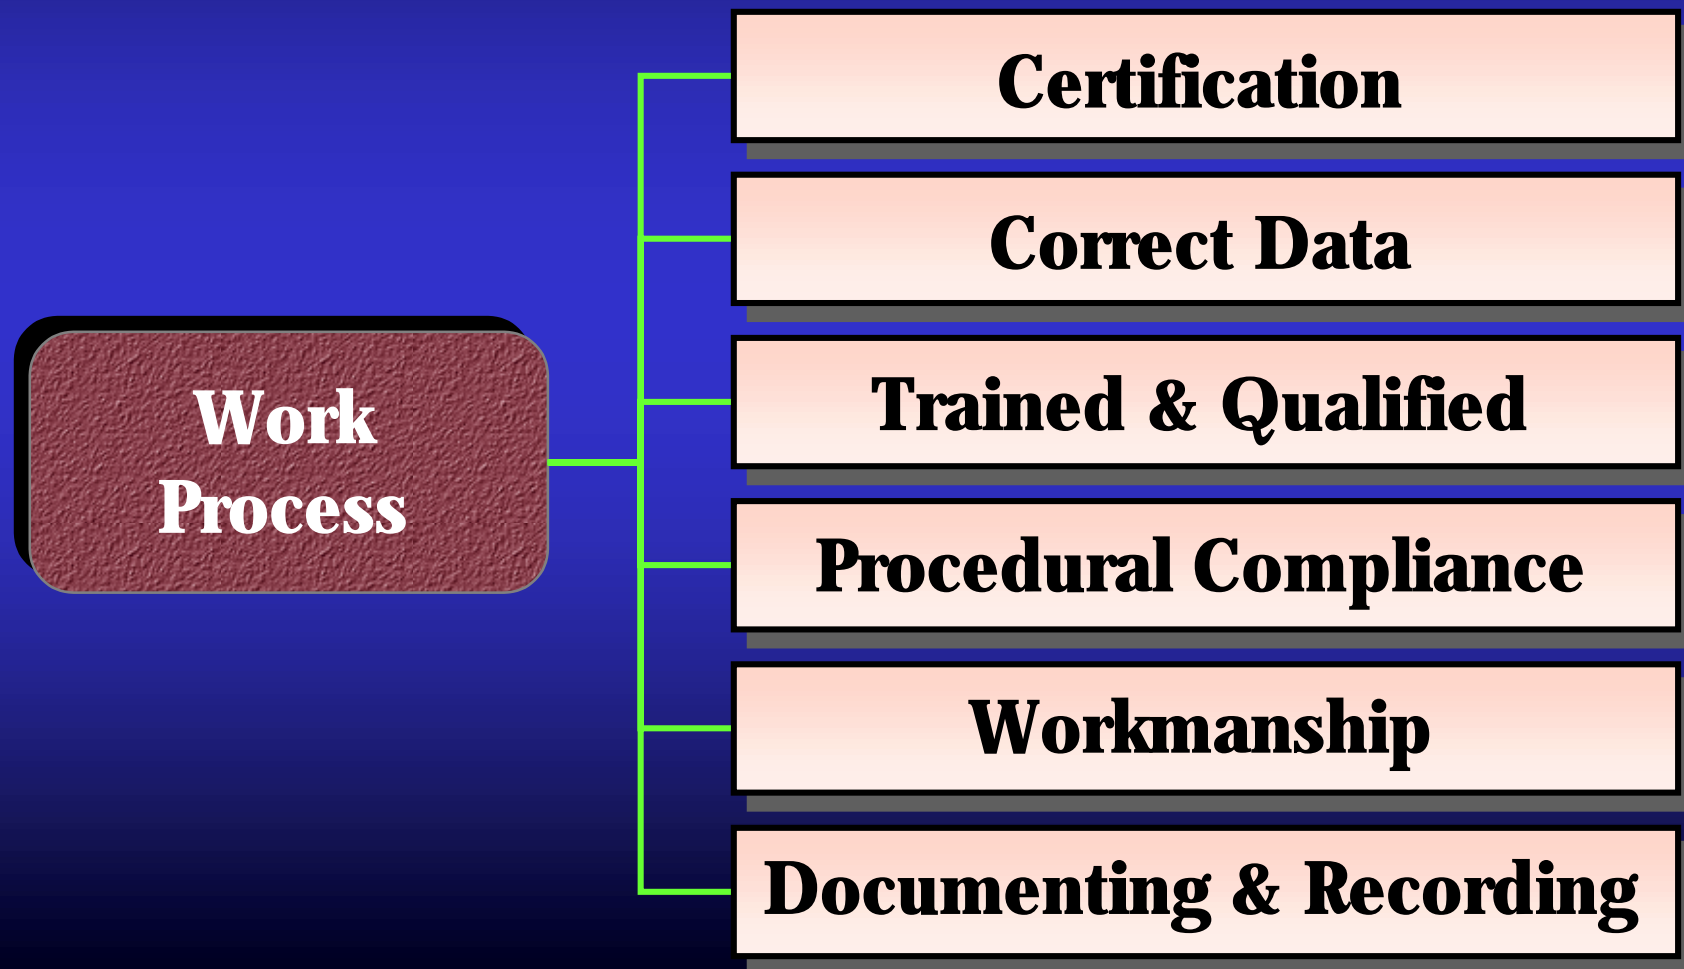 Work
Process
Certification
Correct Data
Trained & Qualified
Procedural Compliance
Workmanship
Documenting & Recording